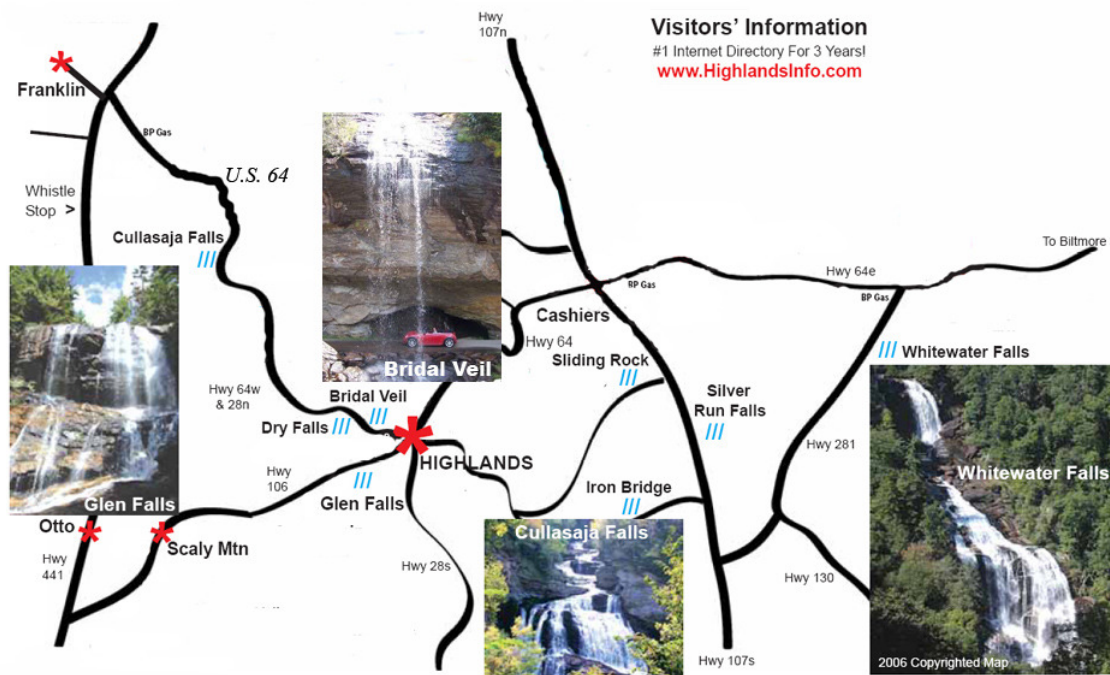 Visitors' Information
#1 Internet Directory For 3 Years!
www.HighlandsInfo.com
Hwy
107n
Franklin
BP Gas
U.S. 64
Whistle
Stop >
Cullasaja Falls
To Biltmore
Hwy 64e
BP Gas
BP Gas
Cashiers
Hwy 64
Sliding Rock
Whitewater Falls
Bridal Veil
Hwy 64w
& 28n
Bridal Veil
Dry Falls
Silver
Run Falls
HIGHLANDS
Hwy 281
Hwy
106
Glen Falls
Glen Falls
Iron Bridge
Whitewater Falls
Otto
Scaly Mtn
Cullasaja Falls
Hwy
441
Hwy 28s
Hwy 130
Hwy 107s
2006 Copyrighted Map